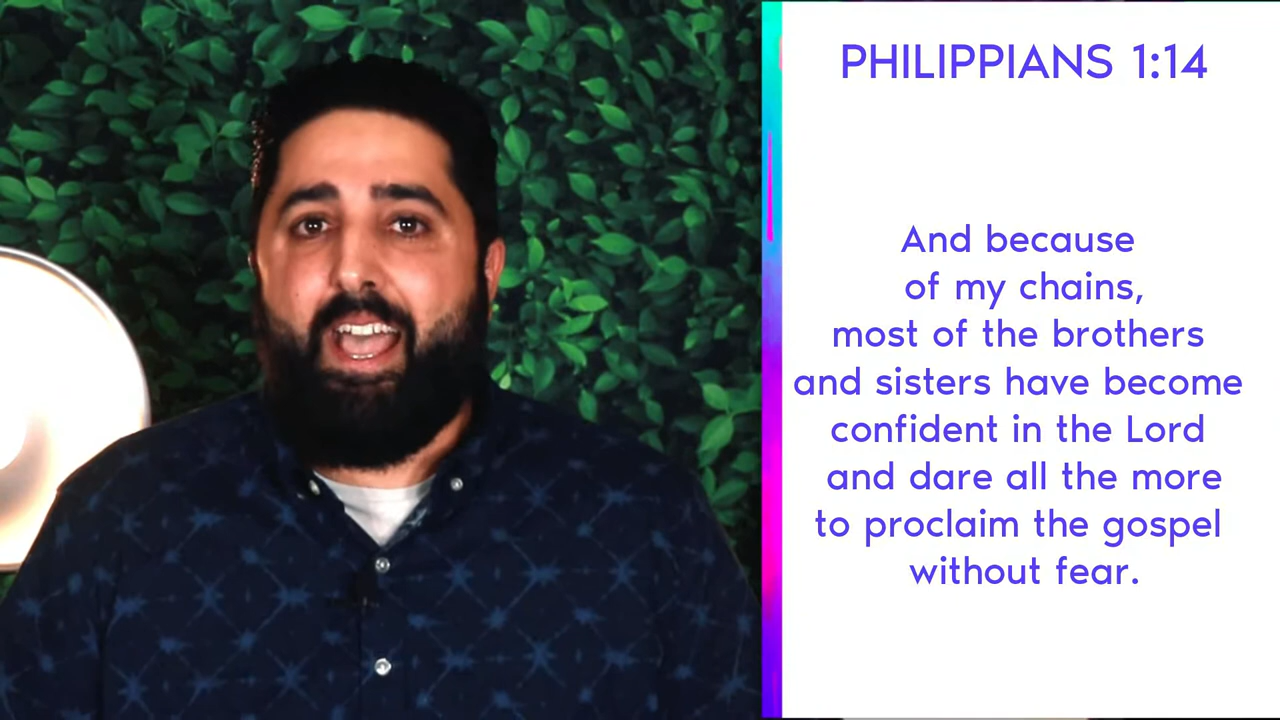 PHILIPPIANS 1:14
And because
of my chains,
most of the brothers
and sisters have become
confident in the Lord
and dare all the more
to proclaim the gospel
without fear.